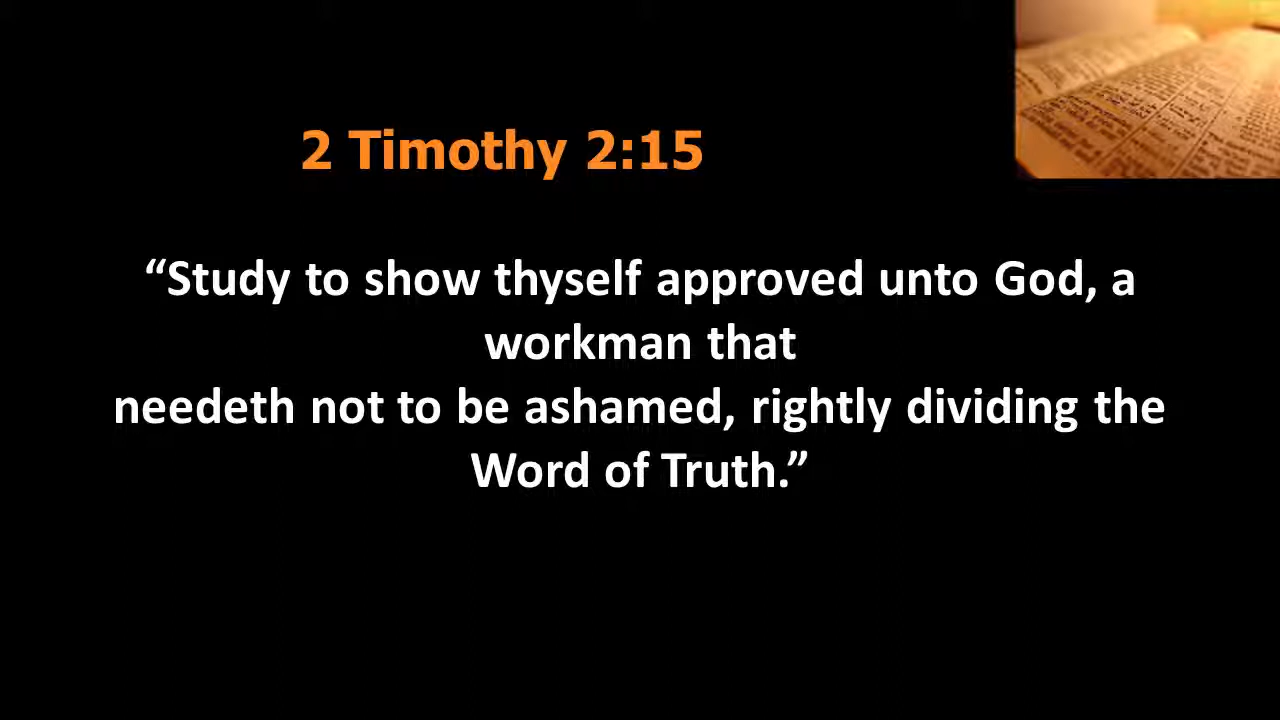 2 Timothy 2:15
“Study to show thyself approved unto God, a
workman that
needeth not to be ashamed, rightly dividing the
Word of Truth.”